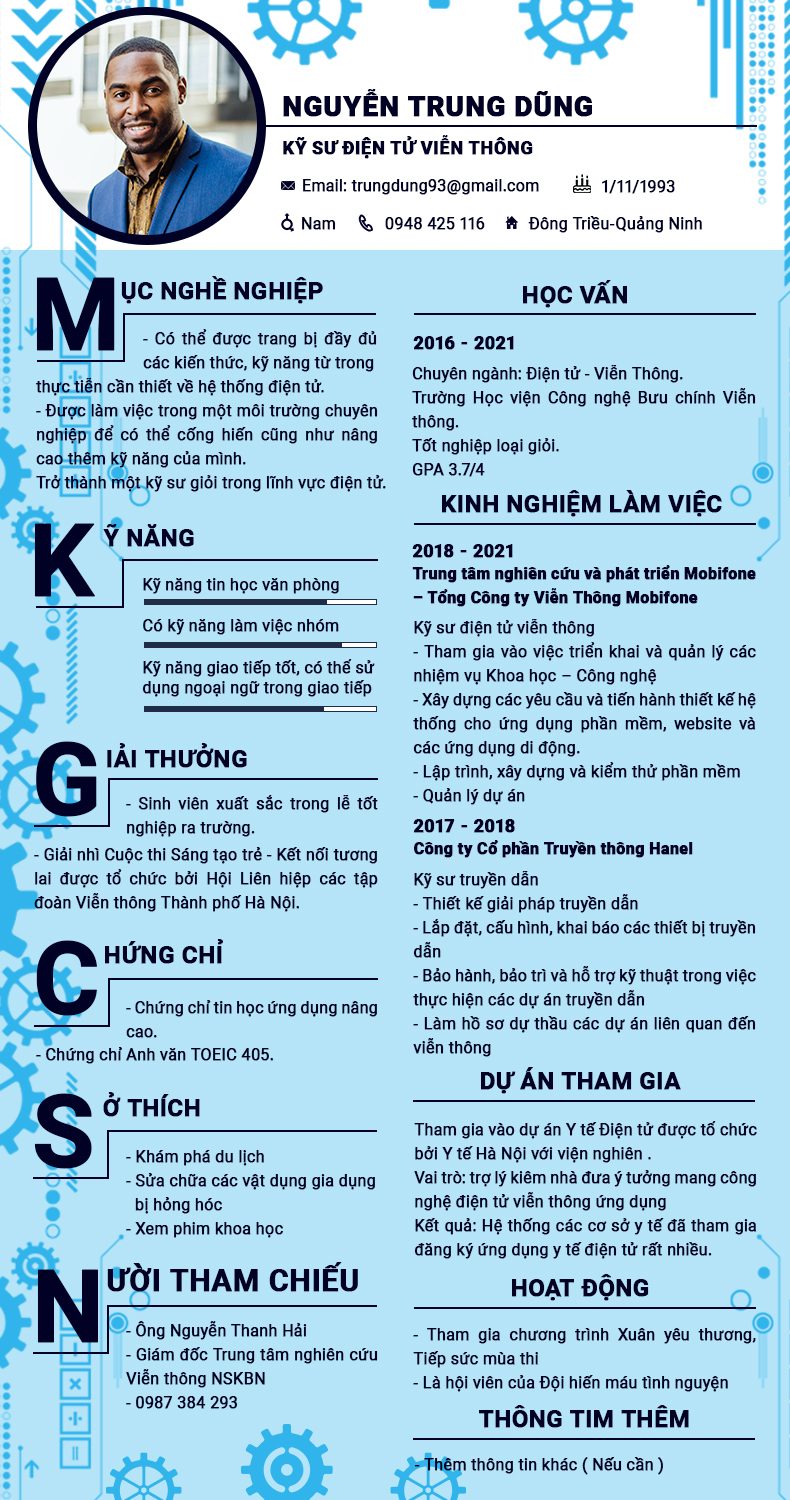 NGUYỄN TRUNG DŨNG
KỸ SƯ ĐIỆN TỬ VIỄN THÔNG
Email: trungdung93@gmail.com 1/11/1993
Nam 0948 425 116 Đông Triều-Quảng Ninh
MỤC NGHỀ NGHIỆP
- Có thể được trang bị đầy đủ
các kiến thức, kỹ năng từ trong
thực tiễn cần thiết về hệ thống điện tử.
- Được làm việc trong một môi trường chuyên
nghiệp để có thể cống hiến cũng như nâng
cao thêm kỹ năng của mình.
Trở thành một kỹ sư giỏi trong lĩnh vực điện tử.
KỸ NĂNG
Kỹ năng tin học văn phòng
Có kỹ năng làm việc nhóm
Kỹ năng giao tiếp tốt, có thể sử
dụng ngoại ngữ trong giao tiếp
GIẢI THƯỞNG
- Sinh viên xuất sắc trong lễ tốt
nghiệp ra trường.
- Giải nhì Cuộc thi Sáng tạo trẻ - Kết nối tương
lai được tổ chức bởi Hội Liên hiệp các tập
đoàn Viễn thông Thành phố Hà Nội.
CHỨNG CHỈ
- Chứng chỉ tin học ứng dụng nâng
cao.
- Chứng chỉ Anh văn TOEIC 405.
SỞ THÍCH
- Khám phá du lịch
- Sửa chữa các vật dụng gia dụng
bị hỏng hóc
- Xem phim khoa học
NƯỜI THAM CHIẾU
- Ông Nguyễn Thanh Hải
- Giám đốc Trung tâm nghiên cứu
Viễn thông NSKBN
- 0987 384 293
HỌC VẤN
2016 - 2021
Chuyên ngành: Điện tử - Viễn Thông.
Trường Học viện Công nghệ Bưu chính Viễn
thông.
Tốt nghiệp loại giỏi.
GPA 3.7/4
KINH NGHIỆM LÀM VIỆC
2018 - 2021
Trung tâm nghiên cứu và phát triển Mobifone
– Tổng Công ty Viễn Thông Mobifone
Kỹ sư điện tử viễn thông
- Tham gia vào việc triển khai và quản lý các
nhiệm vụ Khoa học – Công nghệ
- Xây dựng các yêu cầu và tiến hành thiết kế hệ
thống cho ứng dụng phần mềm, website và
các ứng dụng di động.
- Lập trình, xây dựng và kiểm thử phần mềm
- Quản lý dự án
2017 - 2018
Công ty Cổ phần Truyền thông Hanel
Kỹ sư truyền dẫn
- Thiết kế giải pháp truyền dẫn
- Lắp đặt, cấu hình, khai báo các thiết bị truyền
dẫn
- Bảo hành, bảo trì và hỗ trợ kỹ thuật trong việc
thực hiện các dự án truyền dẫn
- Làm hồ sơ dự thầu các dự án liên quan đến
viễn thông
DỰ ÁN THAM GIA
Tham gia vào dự án Y tế Điện tử được tổ chức
bởi Y tế Hà Nội với viện nghiên .
Vai trò: trợ lý kiêm nhà đưa ý tưởng mang công
nghệ điện tử viễn thông ứng dụng
Kết quả: Hệ thống các cơ sở y tế đã tham gia
đăng ký ứng dụng y tế điện tử rất nhiều.
HOẠT ĐỘNG
- Tham gia chương trình Xuân yêu thương,
Tiếp sức mùa thi
- Là hội viên của Đội hiến máu tình nguyện
THÔNG TIM THÊM
- Thêm thông tin khác ( Nếu cần )